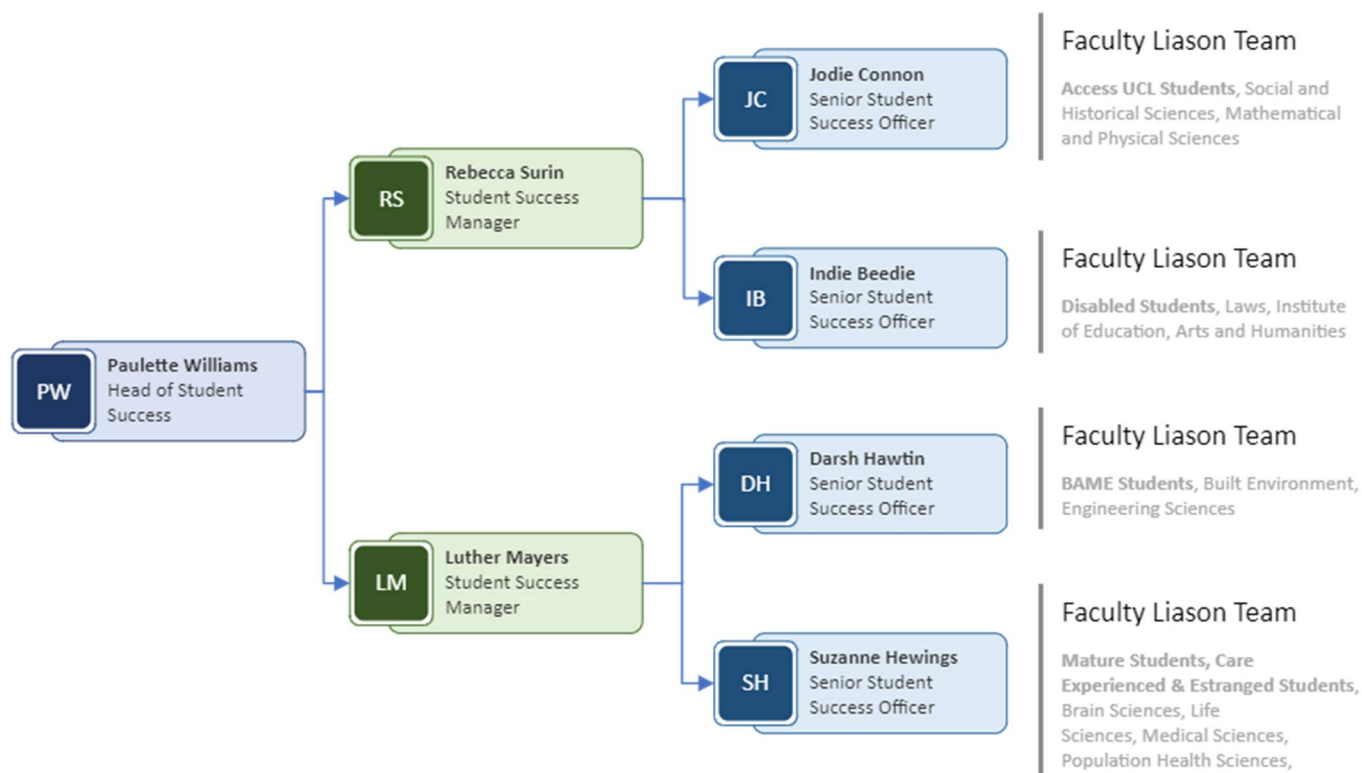 PW
Paulette Williams
Head of Student
Success
RS
Rebecca Surin
Student Success
Manager
LM
Luther Mayers
Student Success
Manager
JC
Jodie Connon
Senior Student
Success Officer
IB
Indie Beedie
Senior Student
Success Officer
DH
Darsh Hawtin
Senior Student
Success Officer
SH
Suzanne Hewings
Senior Student
Success Officer
Faculty Liason Team
Access UCL Students, Social and
Historical Sciences, Mathematical
and Physical Sciences
Faculty Liason Team
Disabled Students, Laws, Institute
of Education, Arts and Humanities
Faculty Liason Team
BAME Students, Built Environment,
Engineering Sciences
Faculty Liason Team
Mature Students, Care
Experienced & Estranged Students,
Brain Sciences, Life
Sciences, Medical Sciences,
Population Health Sciences,